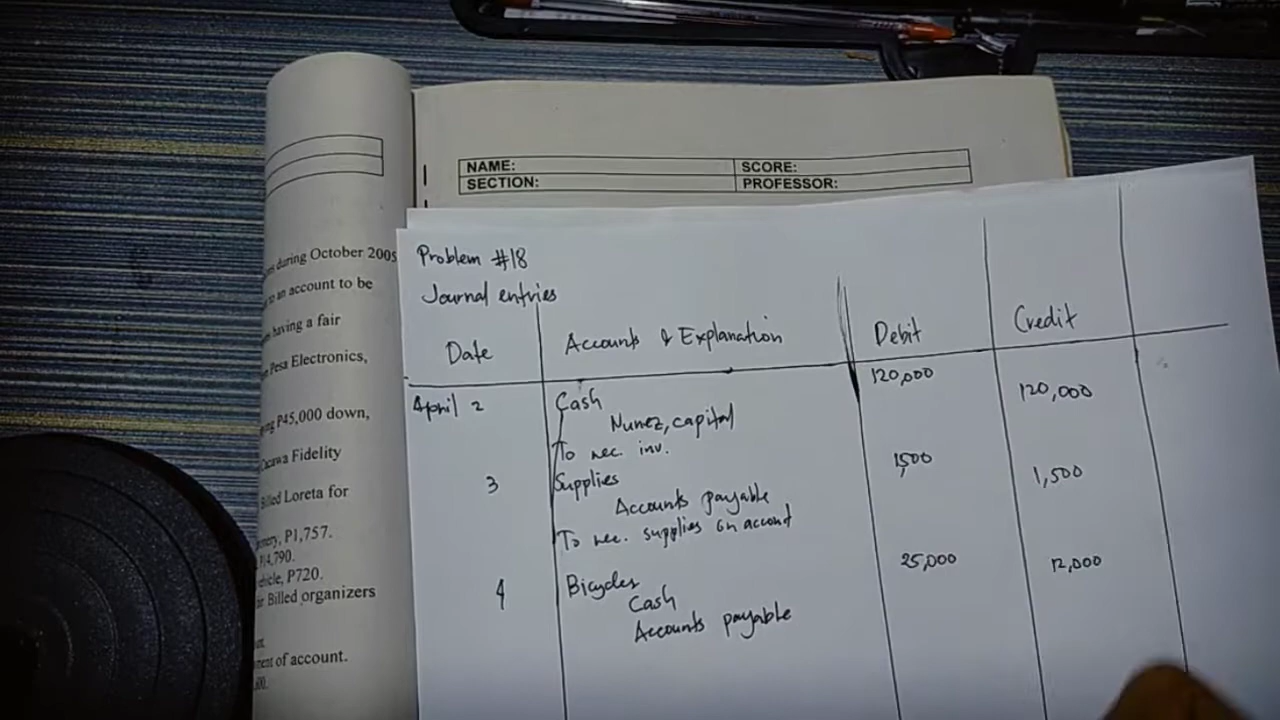 NAME: SCORE:
SECTION: PROFESSOR:
during October 2005
an account to be
having a fair
Pesa Electronics,
P45,000 down,
Fidelity
Billed Loreta for
P1,757.
P14,790.
vehicle, P720.
Billed organizers
of account.
Problem #18
Journal entries
Date Accounts & Explanation Debit Credit
April 2 Cash 120,000
Nunez, capital 120,000
To rec. inv.
3 Supplies 1,500
Accounts payable 1,500
To rec. supplies on account
4 Bicycles 25,000
Cash 12,000
Accounts payable